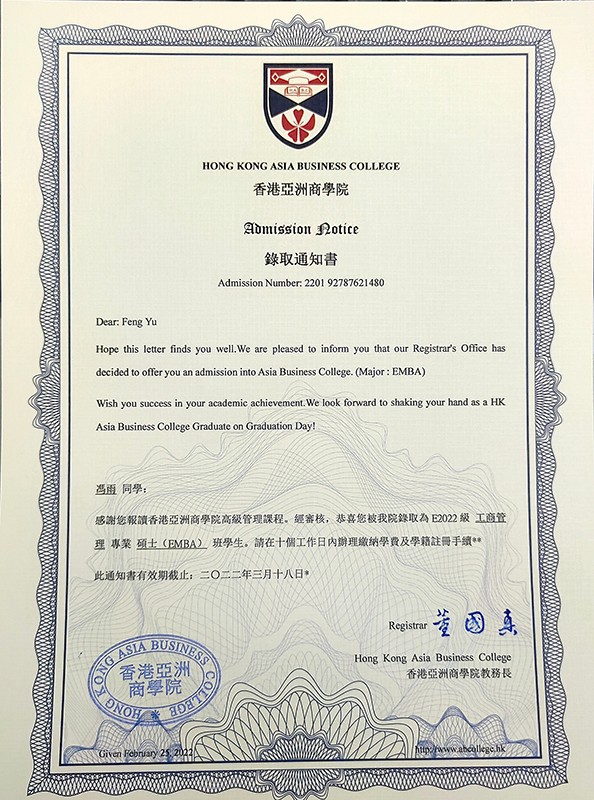 HONG KONG ASIA BUSINESS COLLEGE
香港亞洲商學院
Admission Notice
錄取通知書
Admission Number: 2201 92787621480
Dear: Feng Yu
Hope this letter finds you well.We are pleased to inform you that our Registrar's Office has
decided to offer you an admission into Asia Business College. (Major : EMBA)
Wish you success in your academic achievement.We look forward to shaking your hand as a HK
Asia Business College Graduate on Graduation Day!
馮雨 同學：
感謝您報讀香港亞洲商學院高級管理課程。經審核，恭喜您被我院錄取為 E2022 級 工商管
理 專業 碩士（EMBA） 班學生。請在十個工作日內辦理繳納學費及學籍註冊手續**
此通知書有效期截止：二〇二二年三月十八日*
Registrar
Hong Kong Asia Business College
香港亞洲商學院教務長
HONG KONG ASIA BUSINESS COLLEGE
香港亞洲
商學院
Given February 25, 2022
http://www.abcollege.hk